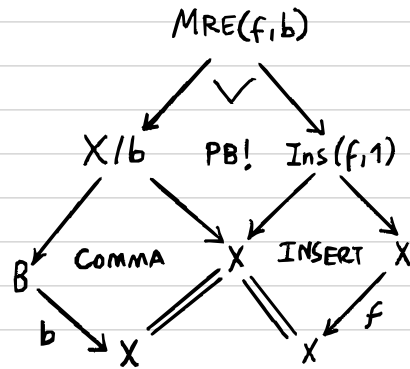 MRE(f,b)
X/b PB! Ins(f,1)
B COMMA X INSERT X
b f
X X